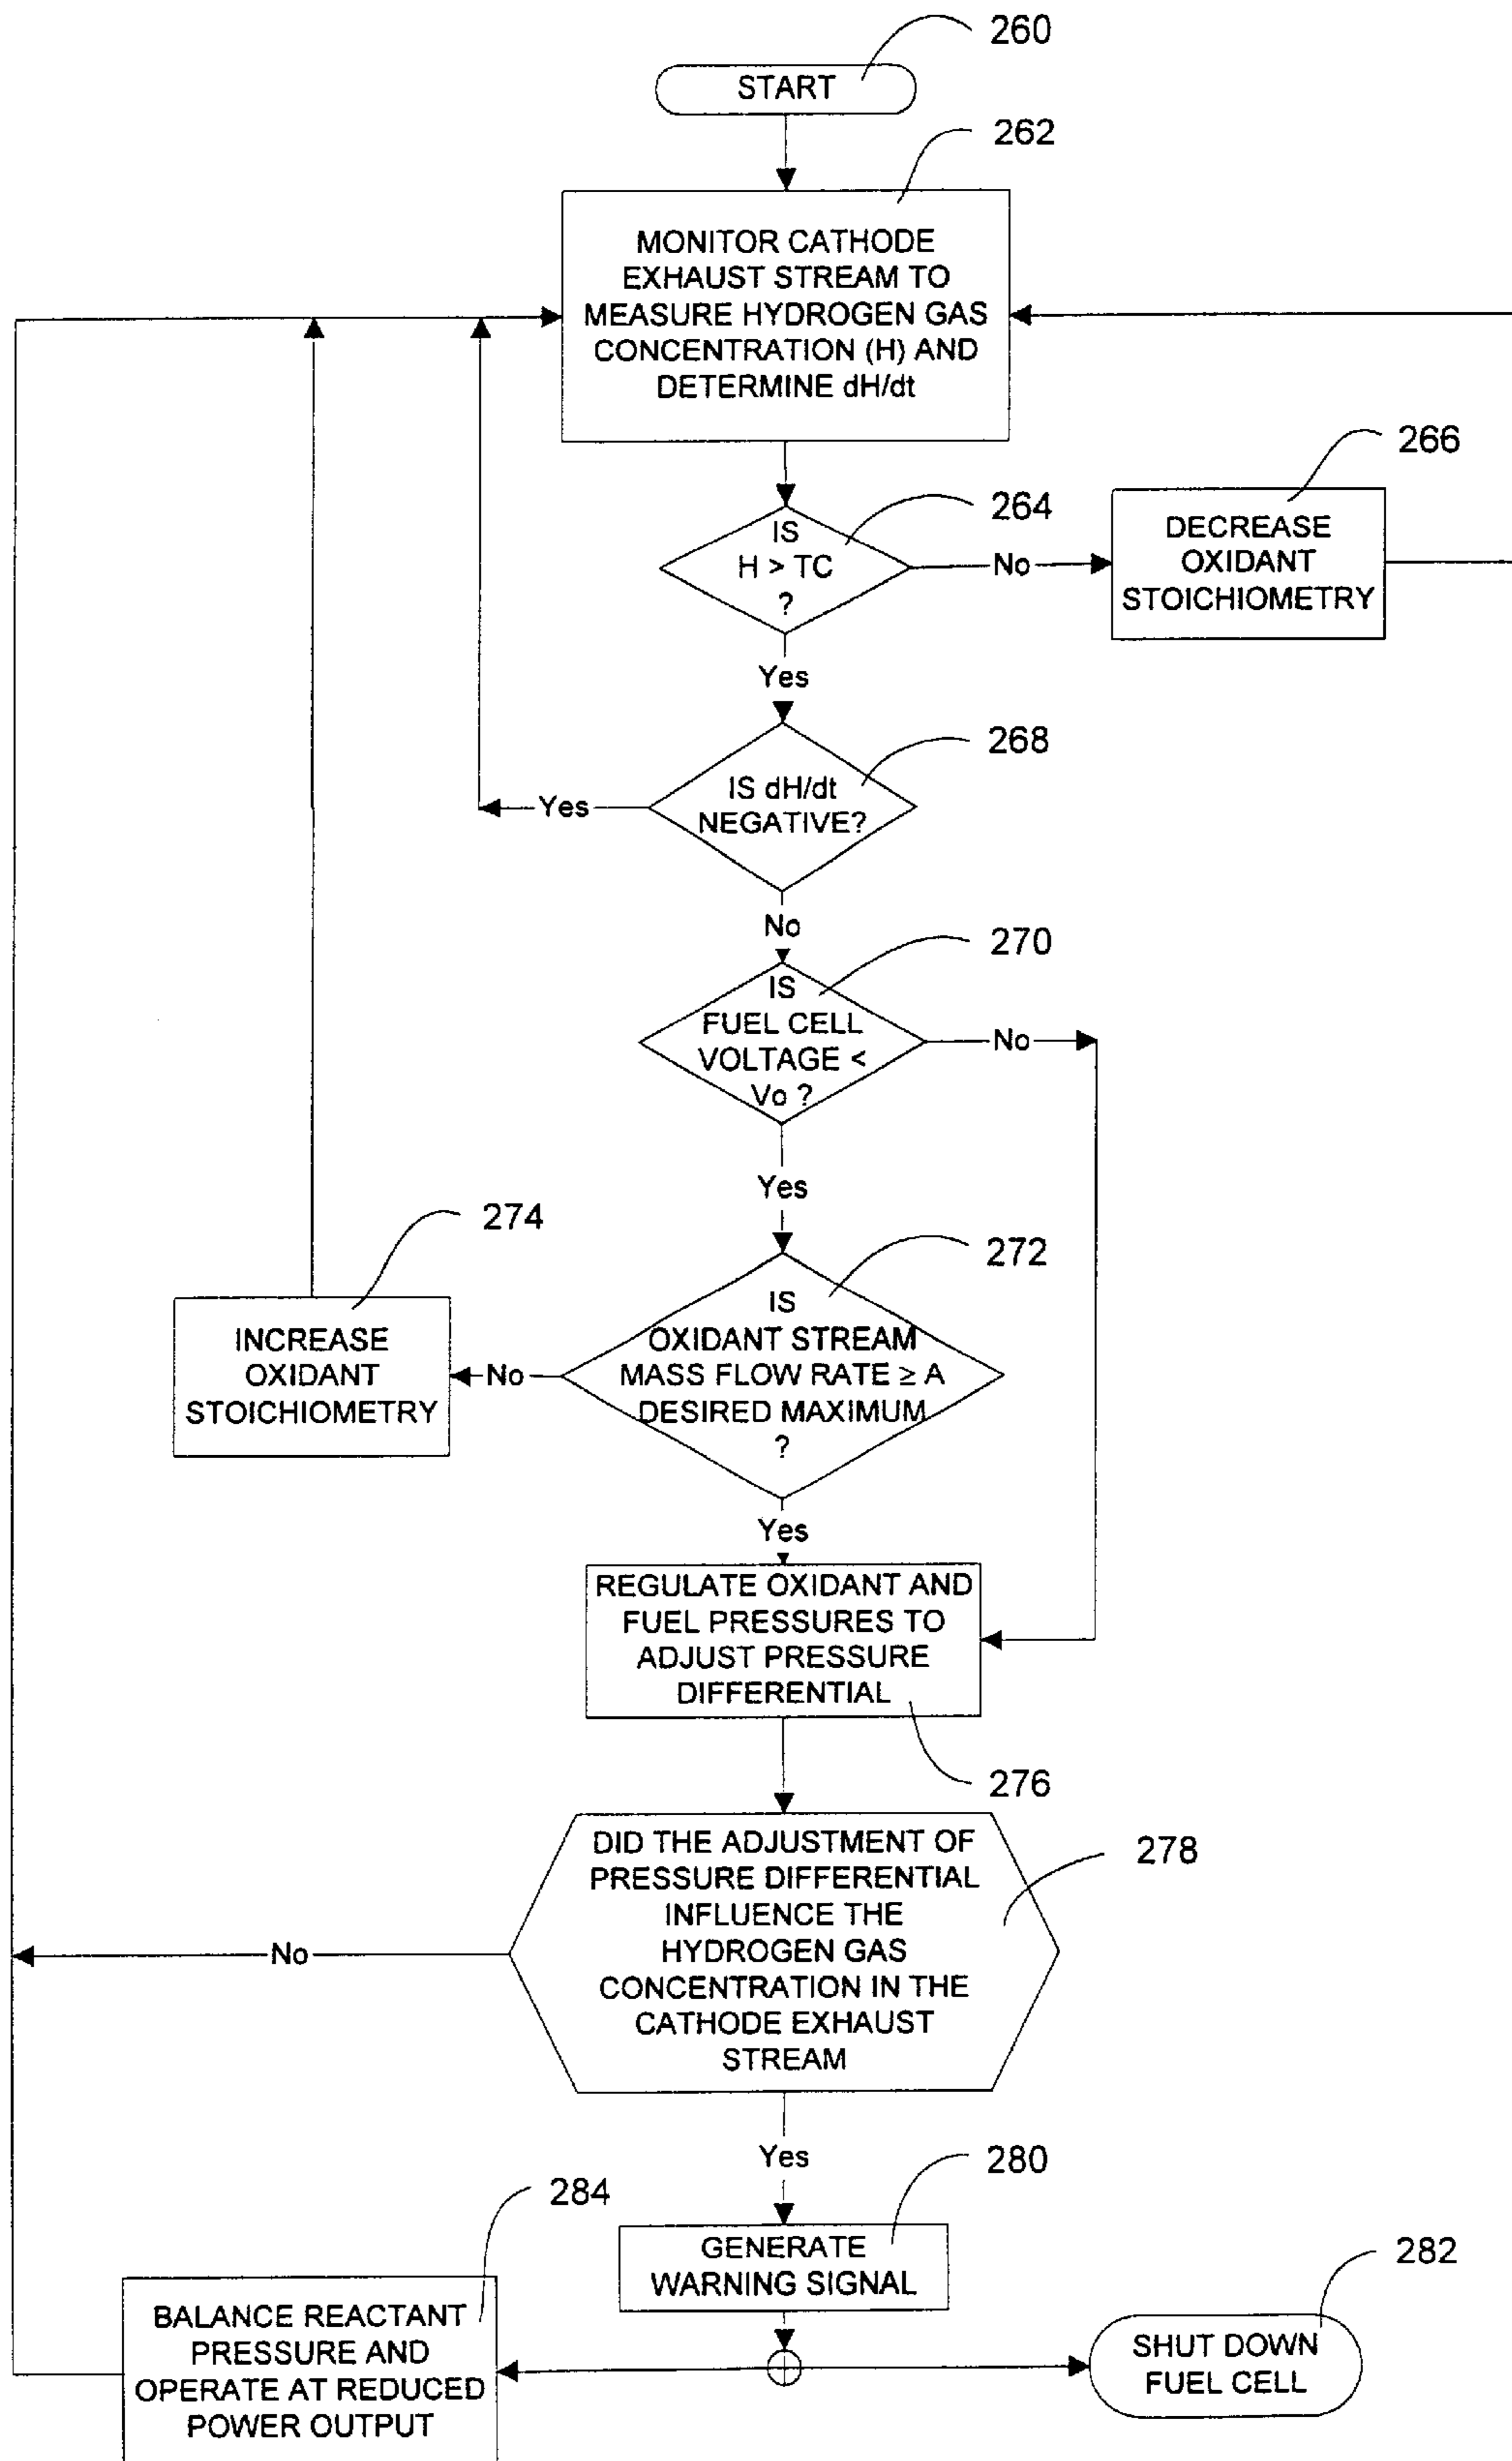 260
START
262
MONITOR CATHODE
EXHAUST STREAM TO
MEASURE HYDROGEN GAS
CONCENTRATION (H) AND
DETERMINE dH/dt
264
IS
H > TC
?
No
266
DECREASE
OXIDANT
STOICHIOMETRY
Yes
268
IS dH/dt
NEGATIVE?
Yes
No
270
IS
FUEL CELL
VOLTAGE <
Vo ?
No
Yes
272
IS
OXIDANT STREAM
MASS FLOW RATE ≥ A
DESIRED MAXIMUM
?
No
274
INCREASE
OXIDANT
STOICHIOMETRY
Yes
REGULATE OXIDANT AND
FUEL PRESSURES TO
ADJUST PRESSURE
DIFFERENTIAL
276
DID THE ADJUSTMENT OF
PRESSURE DIFFERENTIAL
INFLUENCE THE
HYDROGEN GAS
CONCENTRATION IN THE
CATHODE EXHAUST
STREAM
278
No
Yes
280
GENERATE
WARNING SIGNAL
284
BALANCE REACTANT
PRESSURE AND
OPERATE AT REDUCED
POWER OUTPUT
282
SHUT DOWN
FUEL CELL